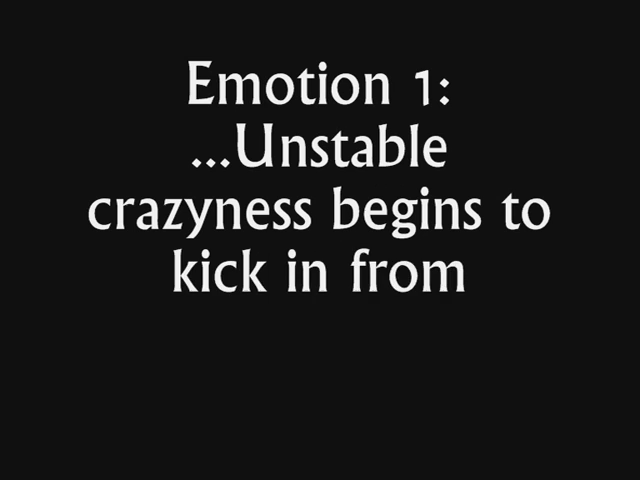 Emotion 1:
...Unstable
crazyness begins to
kick in from